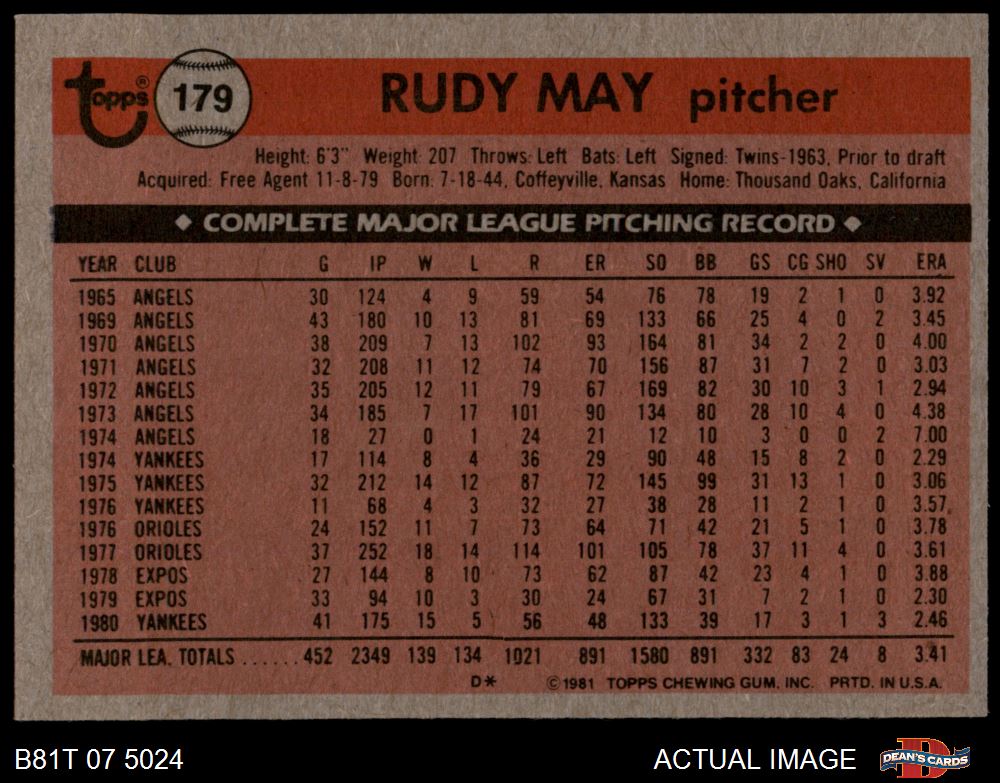 topps® 179 RUDY MAY pitcher
Height: 6'3" Weight: 207 Throws: Left Bats: Left Signed: Twins-1963, Prior to draft
Acquired: Free Agent 11-8-79 Born: 7-18-44, Coffeyville, Kansas Home: Thousand Oaks, California
◆ COMPLETE MAJOR LEAGUE PITCHING RECORD ◆
YEAR CLUB G IP W L R ER SO BB GS CG SHO SV ERA
1965 ANGELS 30 124 4 9 59 54 76 78 19 2 1 0 3.92
1969 ANGELS 43 180 10 13 81 69 133 66 25 4 0 2 3.45
1970 ANGELS 38 209 7 13 102 93 164 81 34 2 2 0 4.00
1971 ANGELS 32 208 11 12 74 70 156 87 31 7 2 0 3.03
1972 ANGELS 35 205 12 11 79 67 169 82 30 10 3 1 2.94
1973 ANGELS 34 185 7 17 101 90 134 80 28 10 4 0 4.38
1974 ANGELS 18 27 0 1 24 21 12 10 3 0 0 2 7.00
1974 YANKEES 17 114 8 4 36 29 90 48 15 8 2 0 2.29
1975 YANKEES 32 212 14 12 87 72 145 99 31 13 1 0 3.06
1976 YANKEES 11 68 4 3 32 27 38 28 11 2 1 0 3.57
1976 ORIOLES 24 152 11 7 73 64 71 42 21 5 1 0 3.78
1977 ORIOLES 37 252 18 14 114 101 105 78 37 11 4 0 3.61
1978 EXPOS 27 144 8 10 73 62 87 42 23 4 1 0 3.88
1979 EXPOS 33 94 10 3 30 24 67 31 7 2 1 0 2.30
1980 YANKEES 41 175 15 5 56 48 133 39 17 3 1 3 2.46
MAJOR LEA. TOTALS ...... 452 2349 139 134 1021 891 1580 891 332 83 24 8 3.41
D* ©1981 TOPPS CHEWING GUM, INC. PRTD. IN U.S.A.
B81T 07 5024 ACTUAL IMAGE DEAN'S CARDS